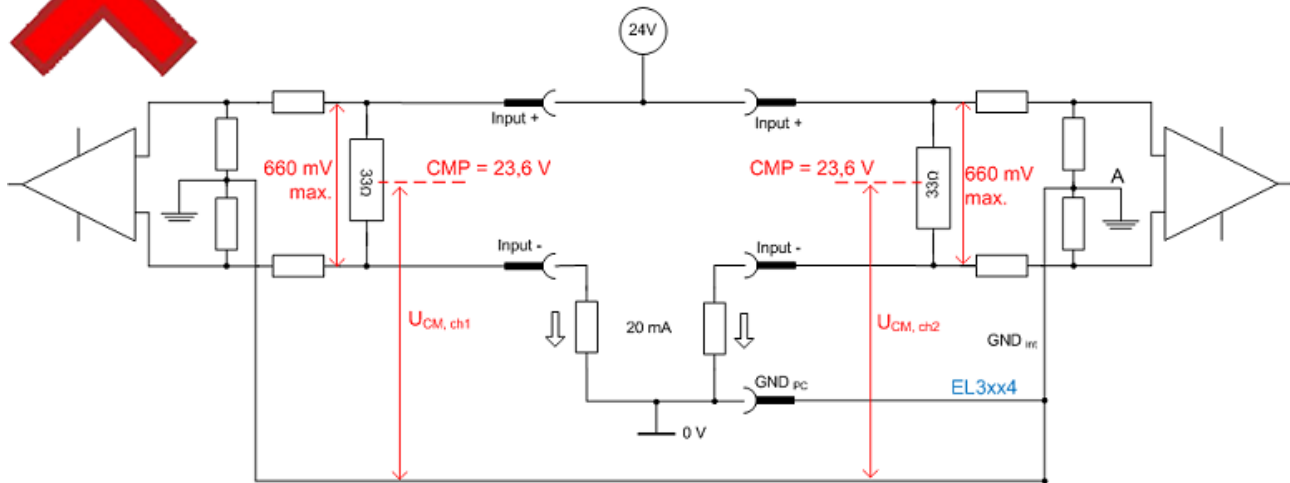 24V
Input +
Input +
660 mV
max.
33Ω
CMP = 23,6 V
CMP = 23,6 V
33Ω
660 mV
max.
A
Input -
Input -
U CM, ch1
20 mA
U CM, ch2
GND int
GND PC
EL3xx4
0 V